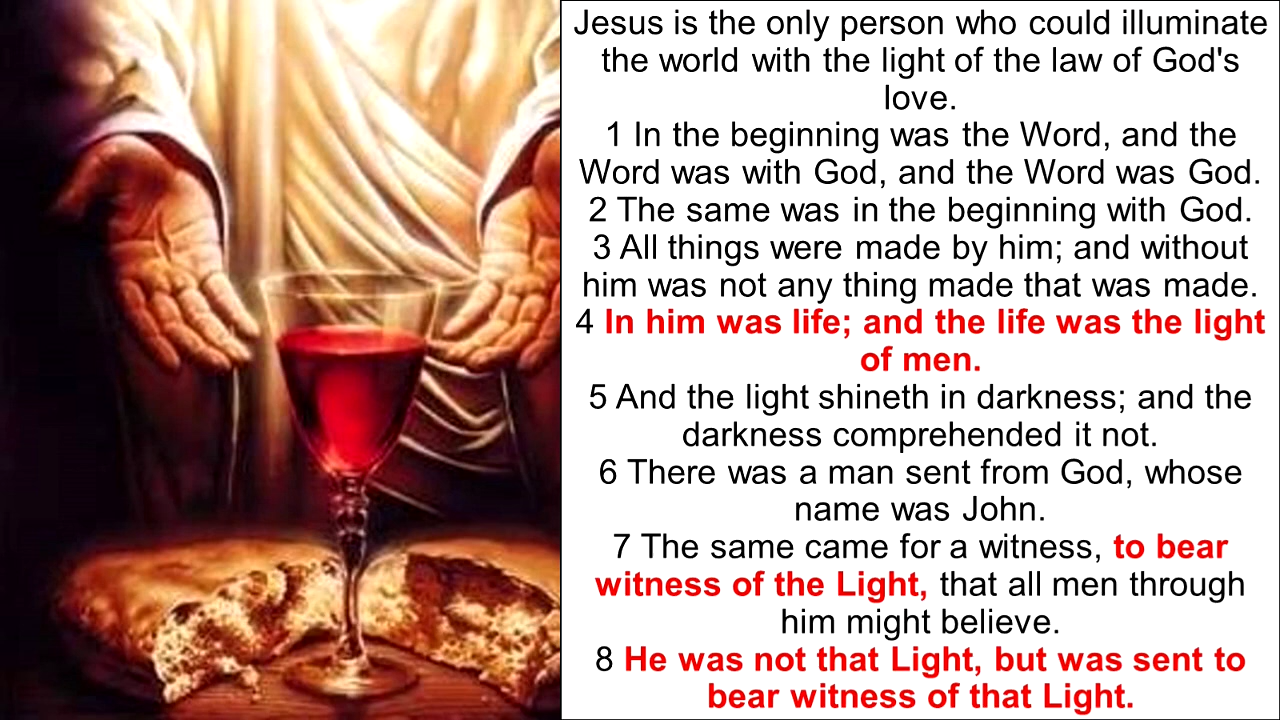 Jesus is the only person who could illuminate
the world with the light of the law of God's
love.
1 In the beginning was the Word, and the
Word was with God, and the Word was God.
2 The same was in the beginning with God.
3 All things were made by him; and without
him was not any thing made that was made.
4 In him was life; and the life was the light
of men.
5 And the light shineth in darkness; and the
darkness comprehended it not.
6 There was a man sent from God, whose
name was John.
7 The same came for a witness, to bear
witness of the Light, that all men through
him might believe.
8 He was not that Light, but was sent to
bear witness of that Light.